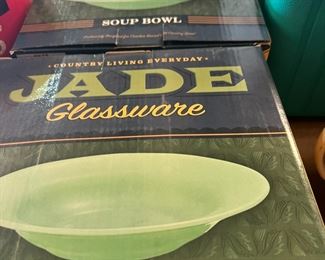 SOUP BOWL
COUNTRY LIVING EVERYDAY
JADE
Glassware